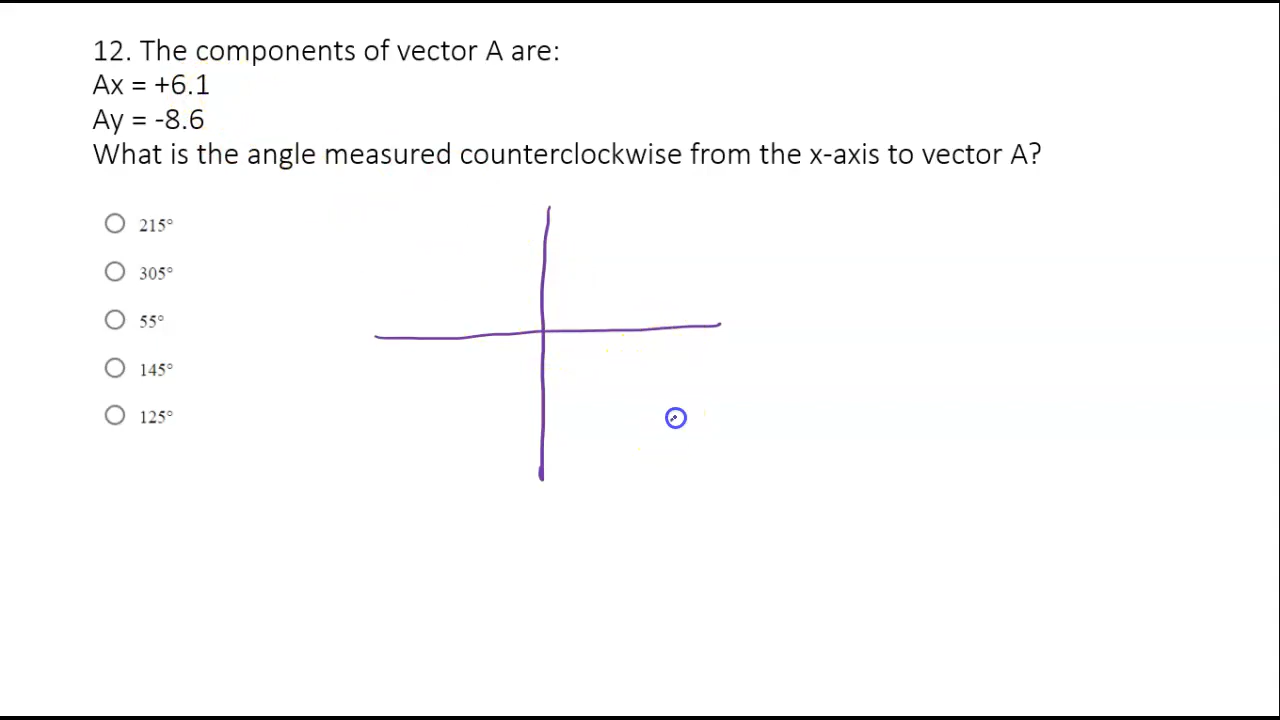 12. The components of vector A are:
Ax = +6.1
Ay = -8.6
What is the angle measured counterclockwise from the x-axis to vector A?
215°
305°
55°
145°
125°